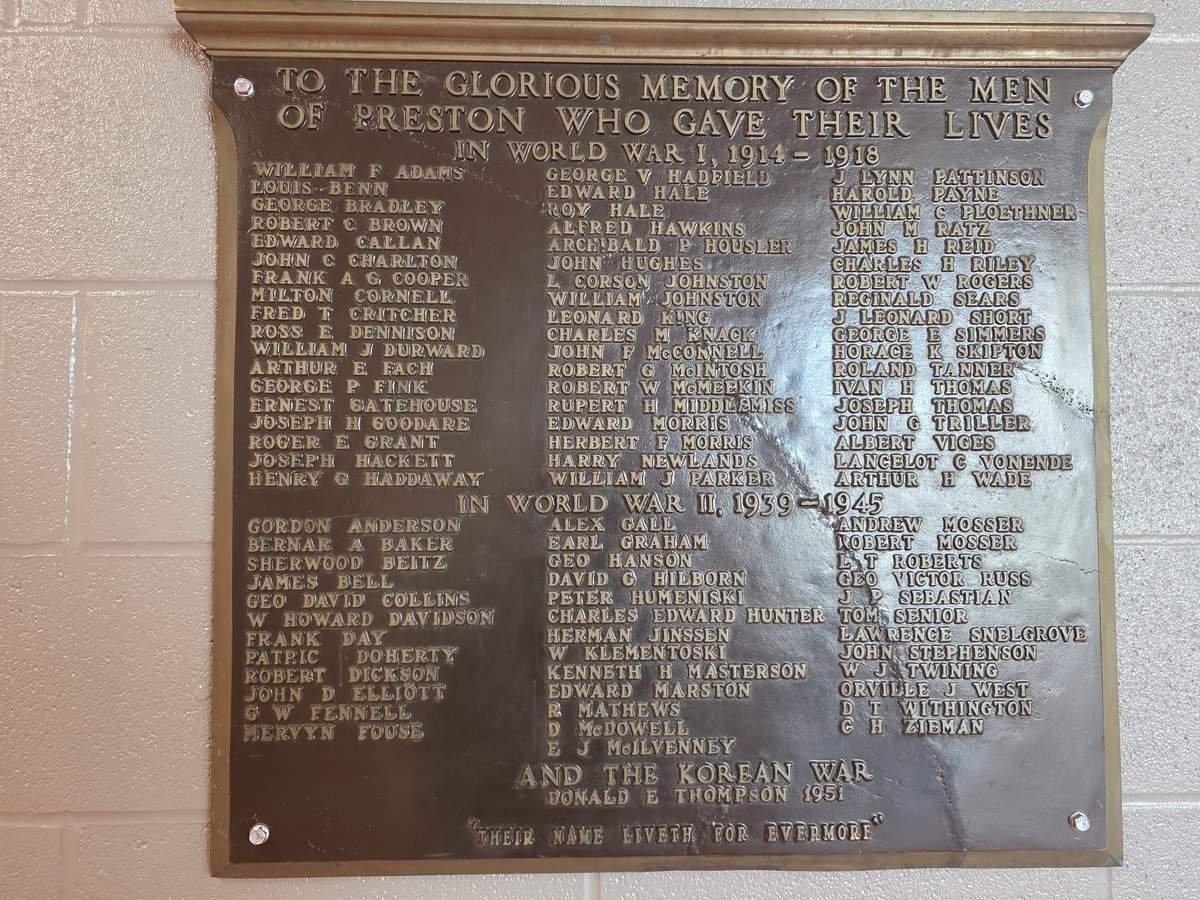 TO THE GLORIOUS MEMORY OF THE MEN
OF PRESTON WHO GAVE THEIR LIVES
IN WORLD WAR I, 1914 - 1918
WILLIAM F ADAMS
LOUIS BENN
GEORGE BRADLEY
ROBERT C BROWN
EDWARD CALLAN
JOHN C CHARLTON
FRANK A G COOPER
MILTON CORNELL
FRED T CRITCHER
ROSS E DENNISON
WILLIAM J DURWARD
ARTHUR E FACH
GEORGE P FINK
ERNEST GATEHOUSE
JOSEPH H GOODARE
ROGER E GRANT
JOSEPH HACKETT
HENRY G HADDAWAY
GEORGE V HADFIELD
EDWARD HALE
ROY HALE
ALFRED HAWKINS
ARCHIBALD P HOUSLER
JOHN HUGHES
L CORSON JOHNSTON
WILLIAM JOHNSTON
LEONARD KING
CHARLES M KNACK
JOHN F McCONNELL
ROBERT G McINTOSH
ROBERT W McMEEKIN
RUPERT H MIDDLEMISS
EDWARD MORRIS
HERBERT F MORRIS
HARRY NEWLANDS
WILLIAM J PARKER
J LYNN PATTINSON
HAROLD PAYNE
WILLIAM C PLOETHNER
JOHN M RATZ
JAMES H REID
CHARLES H RILEY
ROBERT W ROGERS
REGINALD SEARS
J LEONARD SHORT
GEORGE E SIMMERS
HORACE K SKIPTON
ROLAND TANNER
IVAN H THOMAS
JOSEPH THOMAS
JOHN G TRILLER
ALBERT VIGES
LANCELOT C VONENDE
ARTHUR H WADE
IN WORLD WAR II, 1939 - 1945
GORDON ANDERSON
BERNAR A BAKER
SHERWOOD BEITZ
JAMES BELL
GEO DAVID COLLINS
W HOWARD DAVIDSON
FRANK DAY
PATRIC DOHERTY
ROBERT DICKSON
JOHN D ELLIOTT
G W FENNELL
MERVYN FOUSE
ALEX GALL
EARL GRAHAM
GEO HANSON
DAVID G HILBORN
PETER HUMENISKI
CHARLES EDWARD HUNTER
HERMAN JINSSEN
W KLEMENTOSKI
KENNETH H MASTERSON
EDWARD MARSTON
R MATHEWS
D McDOWELL
E J McILVENNEY
ANDREW MOSSER
ROBERT MOSSER
L T ROBERTS
GEO VICTOR RUSS
J P SEBASTIAN
TOM SENIOR
LAWRENCE SNELGROVE
JOHN STEPHENSON
W J TWINING
ORVILLE J WEST
D T WITHINGTON
C H ZIEMAN
AND THE KOREAN WAR
DONALD E THOMPSON 1951
"THEIR NAME LIVETH FOR EVERMORE"